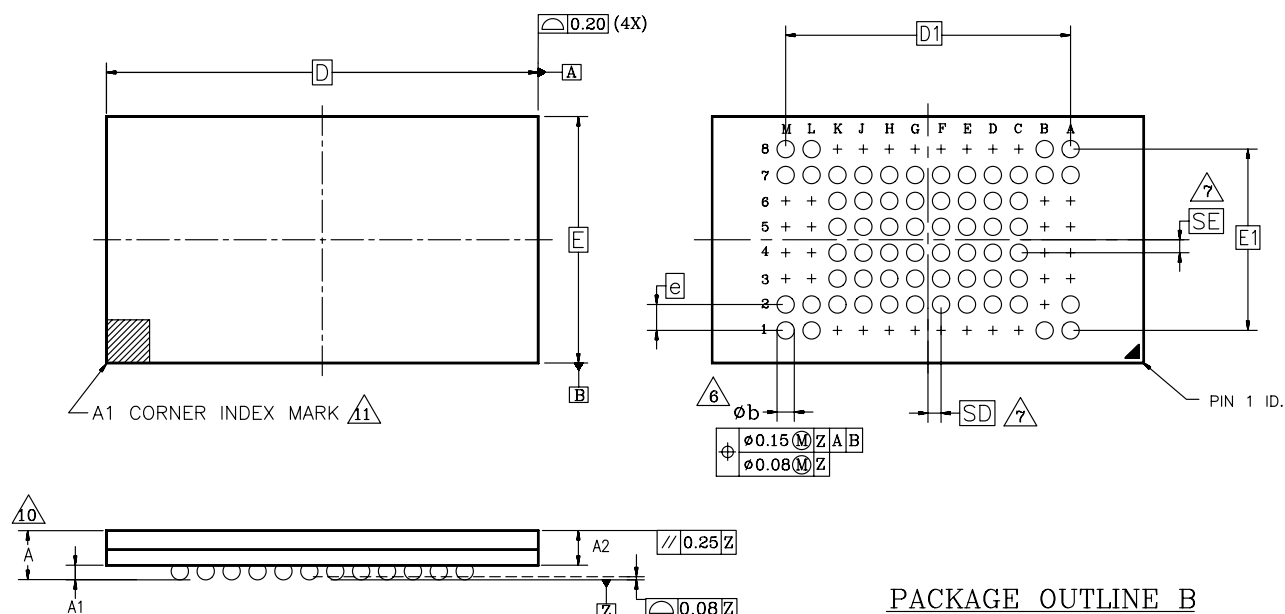 ⌓ 0.20 (4X)
D
A
D1
M L K J H G F E D C B A
8
7
6
5
4
3
2
1
E
B
7
SE
E1
e
A1 CORNER INDEX MARK 11
6
øb
SD 7
PIN 1 ID.
⌖ ø0.15 Ⓜ Z A B
ø0.08 Ⓜ Z
10
A
A2
// 0.25 Z
A1
Z
⌓ 0.08 Z
PACKAGE OUTLINE B